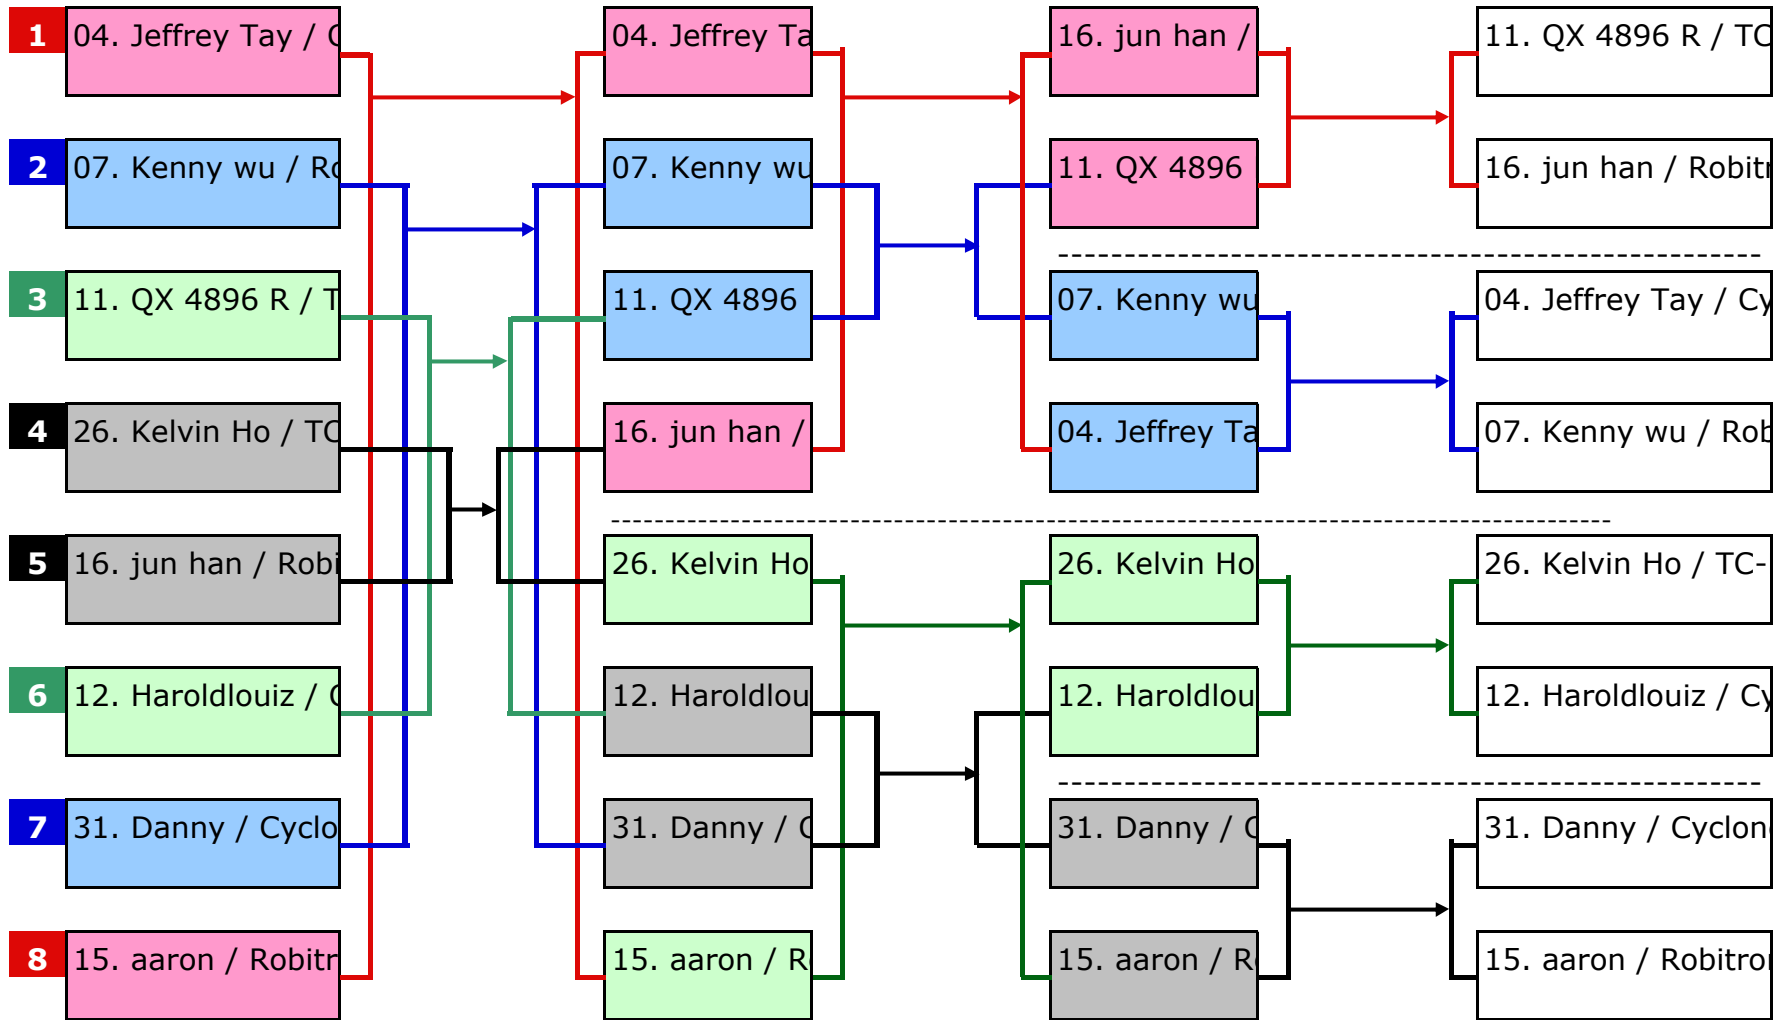 1 04. Jeffrey Tay / 04. Jeffrey Ta 16. jun han / 11. QX 4896 R / TC
2 07. Kenny wu / Ro 07. Kenny wu 11. QX 4896 16. jun han / Robitr
3 11. QX 4896 R / T 11. QX 4896 07. Kenny wu 04. Jeffrey Tay / Cy
4 26. Kelvin Ho / TC 16. jun han / 04. Jeffrey Ta 07. Kenny wu / Rob
5 16. jun han / Robi 26. Kelvin Ho 26. Kelvin Ho 26. Kelvin Ho / TC-
6 12. Haroldlouiz / 12. Haroldlou 12. Haroldlou 12. Haroldlouiz / Cy
7 31. Danny / Cyclo 31. Danny / 31. Danny / 31. Danny / Cyclon
8 15. aaron / Robitr 15. aaron / R 15. aaron / R 15. aaron / Robitro